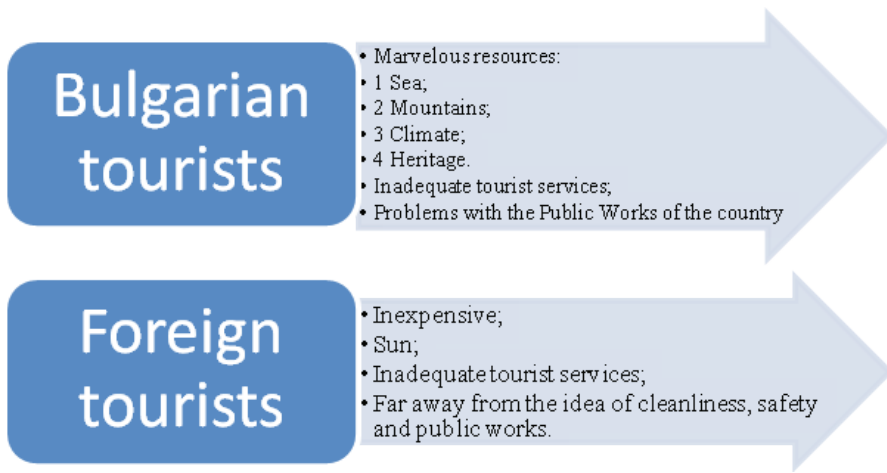 Bulgarian
tourists
• Marvelous resources:
• 1 Sea;
• 2 Mountains;
• 3 Climate;
• 4 Heritage.
• Inadequate tourist services;
• Problems with the Public Works of the country
Foreign
tourists
• Inexpensive;
• Sun;
• Inadequate tourist services;
• Far away from the idea of cleanliness, safety
and public works.